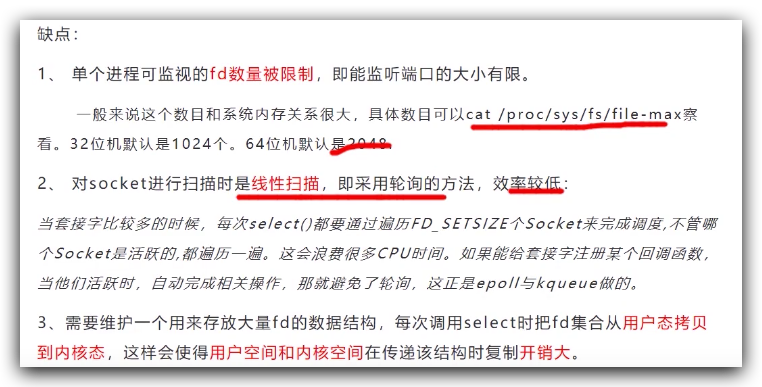 缺点：
1、 单个进程可监视的fd数量被限制，即能监听端口的大小有限。
一般来说这个数目和系统内存关系很大，具体数目可以cat /proc/sys/fs/file-max察
看。32位机默认是1024个。64位机默认是2048.
2、 对socket进行扫描时是线性扫描，即采用轮询的方法，效率较低：
当套接字比较多的时候，每次select()都要通过遍历FD_SETSIZE个Socket来完成调度,不管哪
个Socket是活跃的,都遍历一遍。这会浪费很多CPU时间。如果能给套接字注册某个回调函数，
当他们活跃时，自动完成相关操作，那就避免了轮询，这正是epoll与kqueue做的。
3、需要维护一个用来存放大量fd的数据结构，每次调用select时把fd集合从用户态拷贝
到内核态，这样会使得用户空间和内核空间在传递该结构时复制开销大。